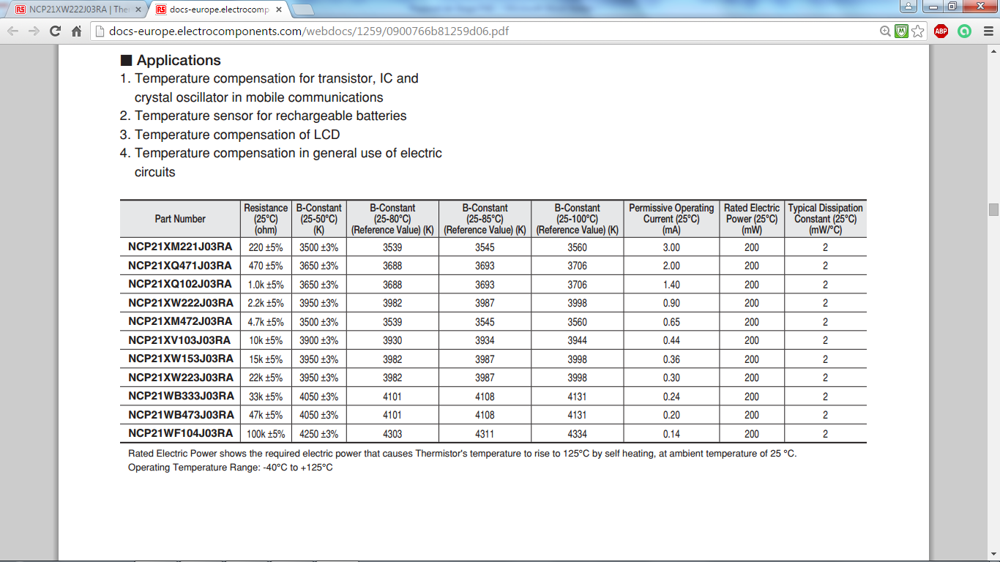 NCP21XW222J03RA | The
docs-europe.electrocomp
docs-europe.electrocomponents.com/webdocs/1259/0900766b81259d06.pdf
ABP
■ Applications
1. Temperature compensation for transistor, IC and
crystal oscillator in mobile communications
2. Temperature sensor for rechargeable batteries
3. Temperature compensation of LCD
4. Temperature compensation in general use of electric
circuits
Part Number | Resistance (25°C) (ohm) | B-Constant (25-50°C) (K) | B-Constant (25-80°C) (Reference Value) (K) | B-Constant (25-85°C) (Reference Value) (K) | B-Constant (25-100°C) (Reference Value) (K) | Permissive Operating Current (25°C) (mA) | Rated Electric Power (25°C) (mW) | Typical Dissipation Constant (25°C) (mW/°C)
NCP21XM221J03RA 220 ±5% 3500 ±3% 3539 3545 3560 3.00 200 2
NCP21XQ471J03RA 470 ±5% 3650 ±3% 3688 3693 3706 2.00 200 2
NCP21XQ102J03RA 1.0k ±5% 3650 ±3% 3688 3693 3706 1.40 200 2
NCP21XW222J03RA 2.2k ±5% 3950 ±3% 3982 3987 3998 0.90 200 2
NCP21XM472J03RA 4.7k ±5% 3500 ±3% 3539 3545 3560 0.65 200 2
NCP21XV103J03RA 10k ±5% 3900 ±3% 3930 3934 3944 0.44 200 2
NCP21XW153J03RA 15k ±5% 3950 ±3% 3982 3987 3998 0.36 200 2
NCP21XW223J03RA 22k ±5% 3950 ±3% 3982 3987 3998 0.30 200 2
NCP21WB333J03RA 33k ±5% 4050 ±3% 4101 4108 4131 0.24 200 2
NCP21WB473J03RA 47k ±5% 4050 ±3% 4101 4108 4131 0.20 200 2
NCP21WF104J03RA 100k ±5% 4250 ±3% 4303 4311 4334 0.14 200 2
Rated Electric Power shows the required electric power that causes Thermistor's temperature to rise to 125°C by self heating, at ambient temperature of 25 °C.
Operating Temperature Range: -40°C to +125°C